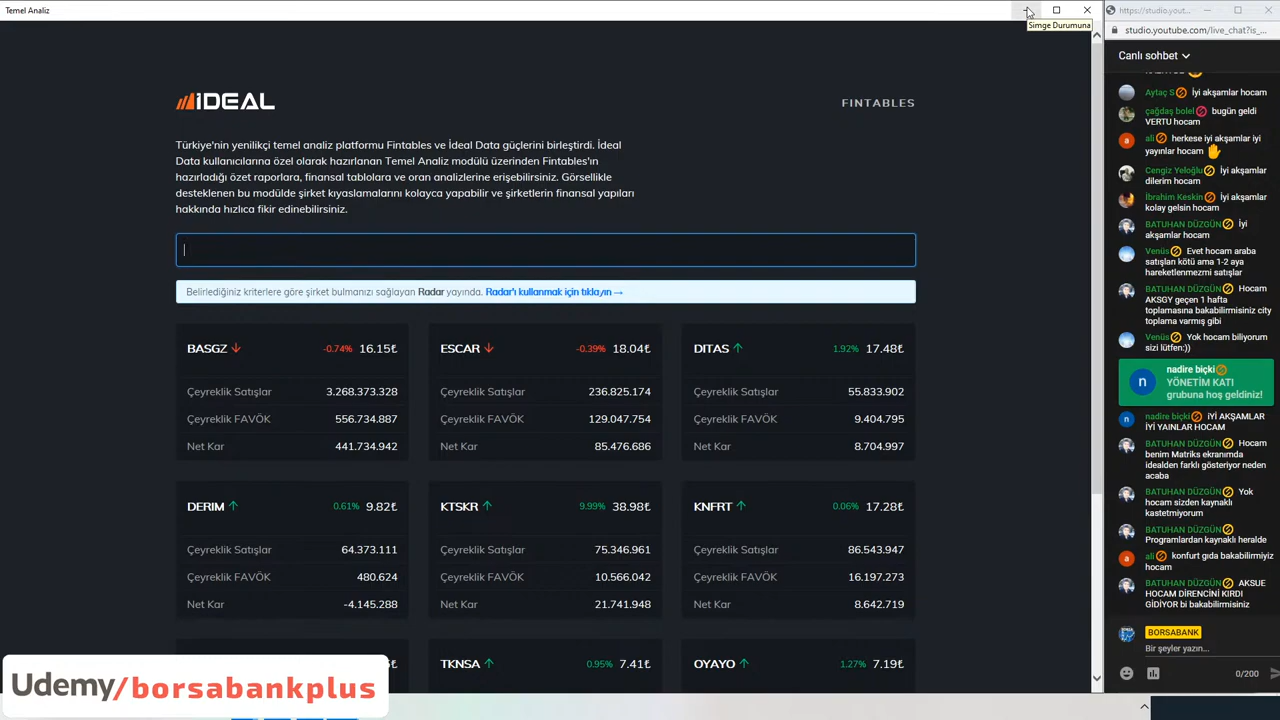 Temel Analiz
Simge Durumuna
İDEAL
FINTABLES
Türkiye'nin yenilikçi temel analiz platformu Fintables ve İdeal Data güçlerini birleştirdi. İdeal
Data kullanıcılarına özel olarak hazırlanan Temel Analiz modülü üzerinden Fintables'ın
hazırladığı özet raporlara, finansal tablolara ve oran analizlerine erişebilirsiniz. Görsellikle
desteklenen bu modülde şirket kıyaslamalarını kolayca yapabilir ve şirketlerin finansal yapıları
hakkında hızlıca fikir edinebilirsiniz.
Belirlediğiniz kriterlere göre şirket bulmanızı sağlayan Radar yayında. Radar'ı kullanmak için tıklayın →
BASGZ ↓ -0.74% 16.15₺
Çeyreklik Satışlar 3.268.373.328
Çeyreklik FAVÖK 556.734.887
Net Kar 441.734.942
ESCAR ↓ -0.39% 18.04₺
Çeyreklik Satışlar 236.825.174
Çeyreklik FAVÖK 129.047.754
Net Kar 85.476.686
DITAS ↑ 1.92% 17.48₺
Çeyreklik Satışlar 55.833.902
Çeyreklik FAVÖK 9.404.795
Net Kar 8.704.997
DERIM ↑ 0.61% 9.82₺
Çeyreklik Satışlar 64.373.111
Çeyreklik FAVÖK 480.624
Net Kar -4.145.288
KTSKR ↑ 9.99% 38.98₺
Çeyreklik Satışlar 75.346.961
Çeyreklik FAVÖK 10.566.042
Net Kar 21.741.948
KNFRT ↑ 0.06% 17.28₺
Çeyreklik Satışlar 86.543.947
Çeyreklik FAVÖK 16.197.273
Net Kar 8.642.719
TKNSA ↑ 0.95% 7.41₺
OYAYO ↑ 1.27% 7.19₺
Udemy/borsabankplus
https://studio.yout...
studio.youtube.com/live_chat?is_...
Canlı sohbet
Aytaç S İyi akşamlar hocam
çağdaş bolel bugün geldi
VERTU hocam
ali herkese iyi akşamlar iyi
yayınlar hocam
Cengiz Yeloğlu İyi akşamlar
dilerim hocam
İbrahim Keskin İyi akşamlar
kolay gelsin hocam
BATUHAN DÜZGÜN İyi
akşamlar hocam
Venüs Evet hocam araba
satışları kötü ama 1-2 aya
hareketlenmezmi satışlar
BATUHAN DÜZGÜN Hocam
AKSGY geçen 1 hafta
toplamasına bakabilirmisiniz city
toplama varmış gibi
Venüs Yok hocam biliyorum
sizi lütfen:))
nadire biçki
YÖNETİM KATI
grubuna hoş geldiniz!
nadire biçki iYİ AKŞAMLAR
İYİ YAINLAR HOCAM
BATUHAN DÜZGÜN Hocam
benim Matriks ekranımda
idealden farklı gösteriyor neden
acaba
BATUHAN DÜZGÜN Yok
hocam sizden kaynaklı
kastetmiyorum
BATUHAN DÜZGÜN
Programlardan kaynaklı heralde
ali konfurt gıda bakabilirmiyiz
hocam
BATUHAN DÜZGÜN AKSUE
HOCAM DİRENCİNİ KIRDI
GİDİYOR bi bakabilirmisiniz
BORSABANK
Bir şeyler yazın...
0/200